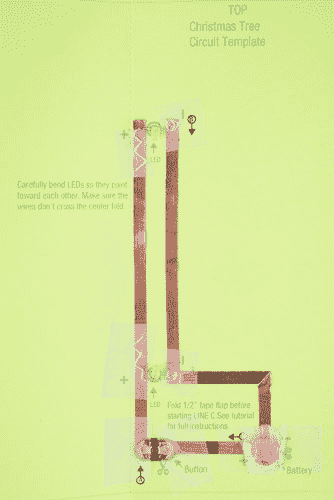 TOP
Christmas Tree
Circuit Template
+
LED
Carefully bend LEDs so they point
toward each other. Make sure the
wires don't cross the center fold.
+
LED
Fold 1/2" tape flap before
starting LINE C. See tutorial
for full instructions
Button
Battery